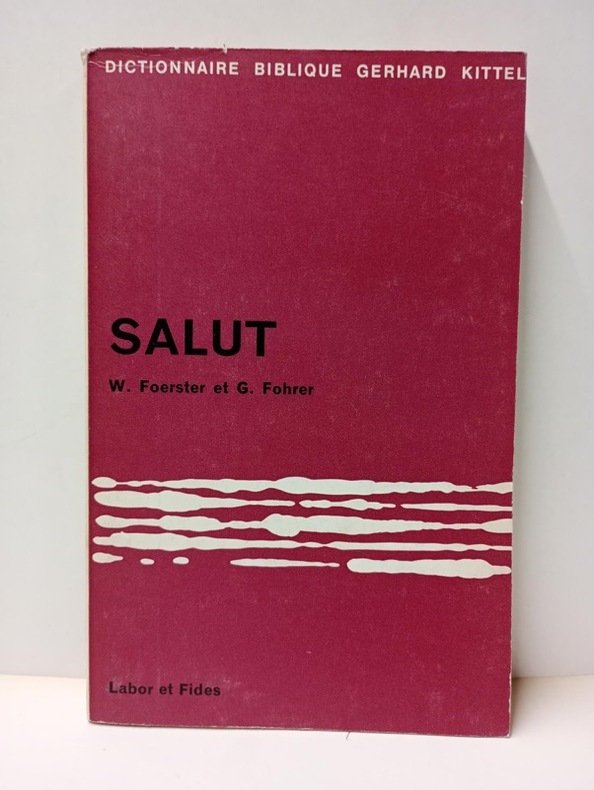 DICTIONNAIRE BIBLIQUE GERHARD KITTEL
SALUT
W. Foerster et G. Fohrer
Labor et Fides